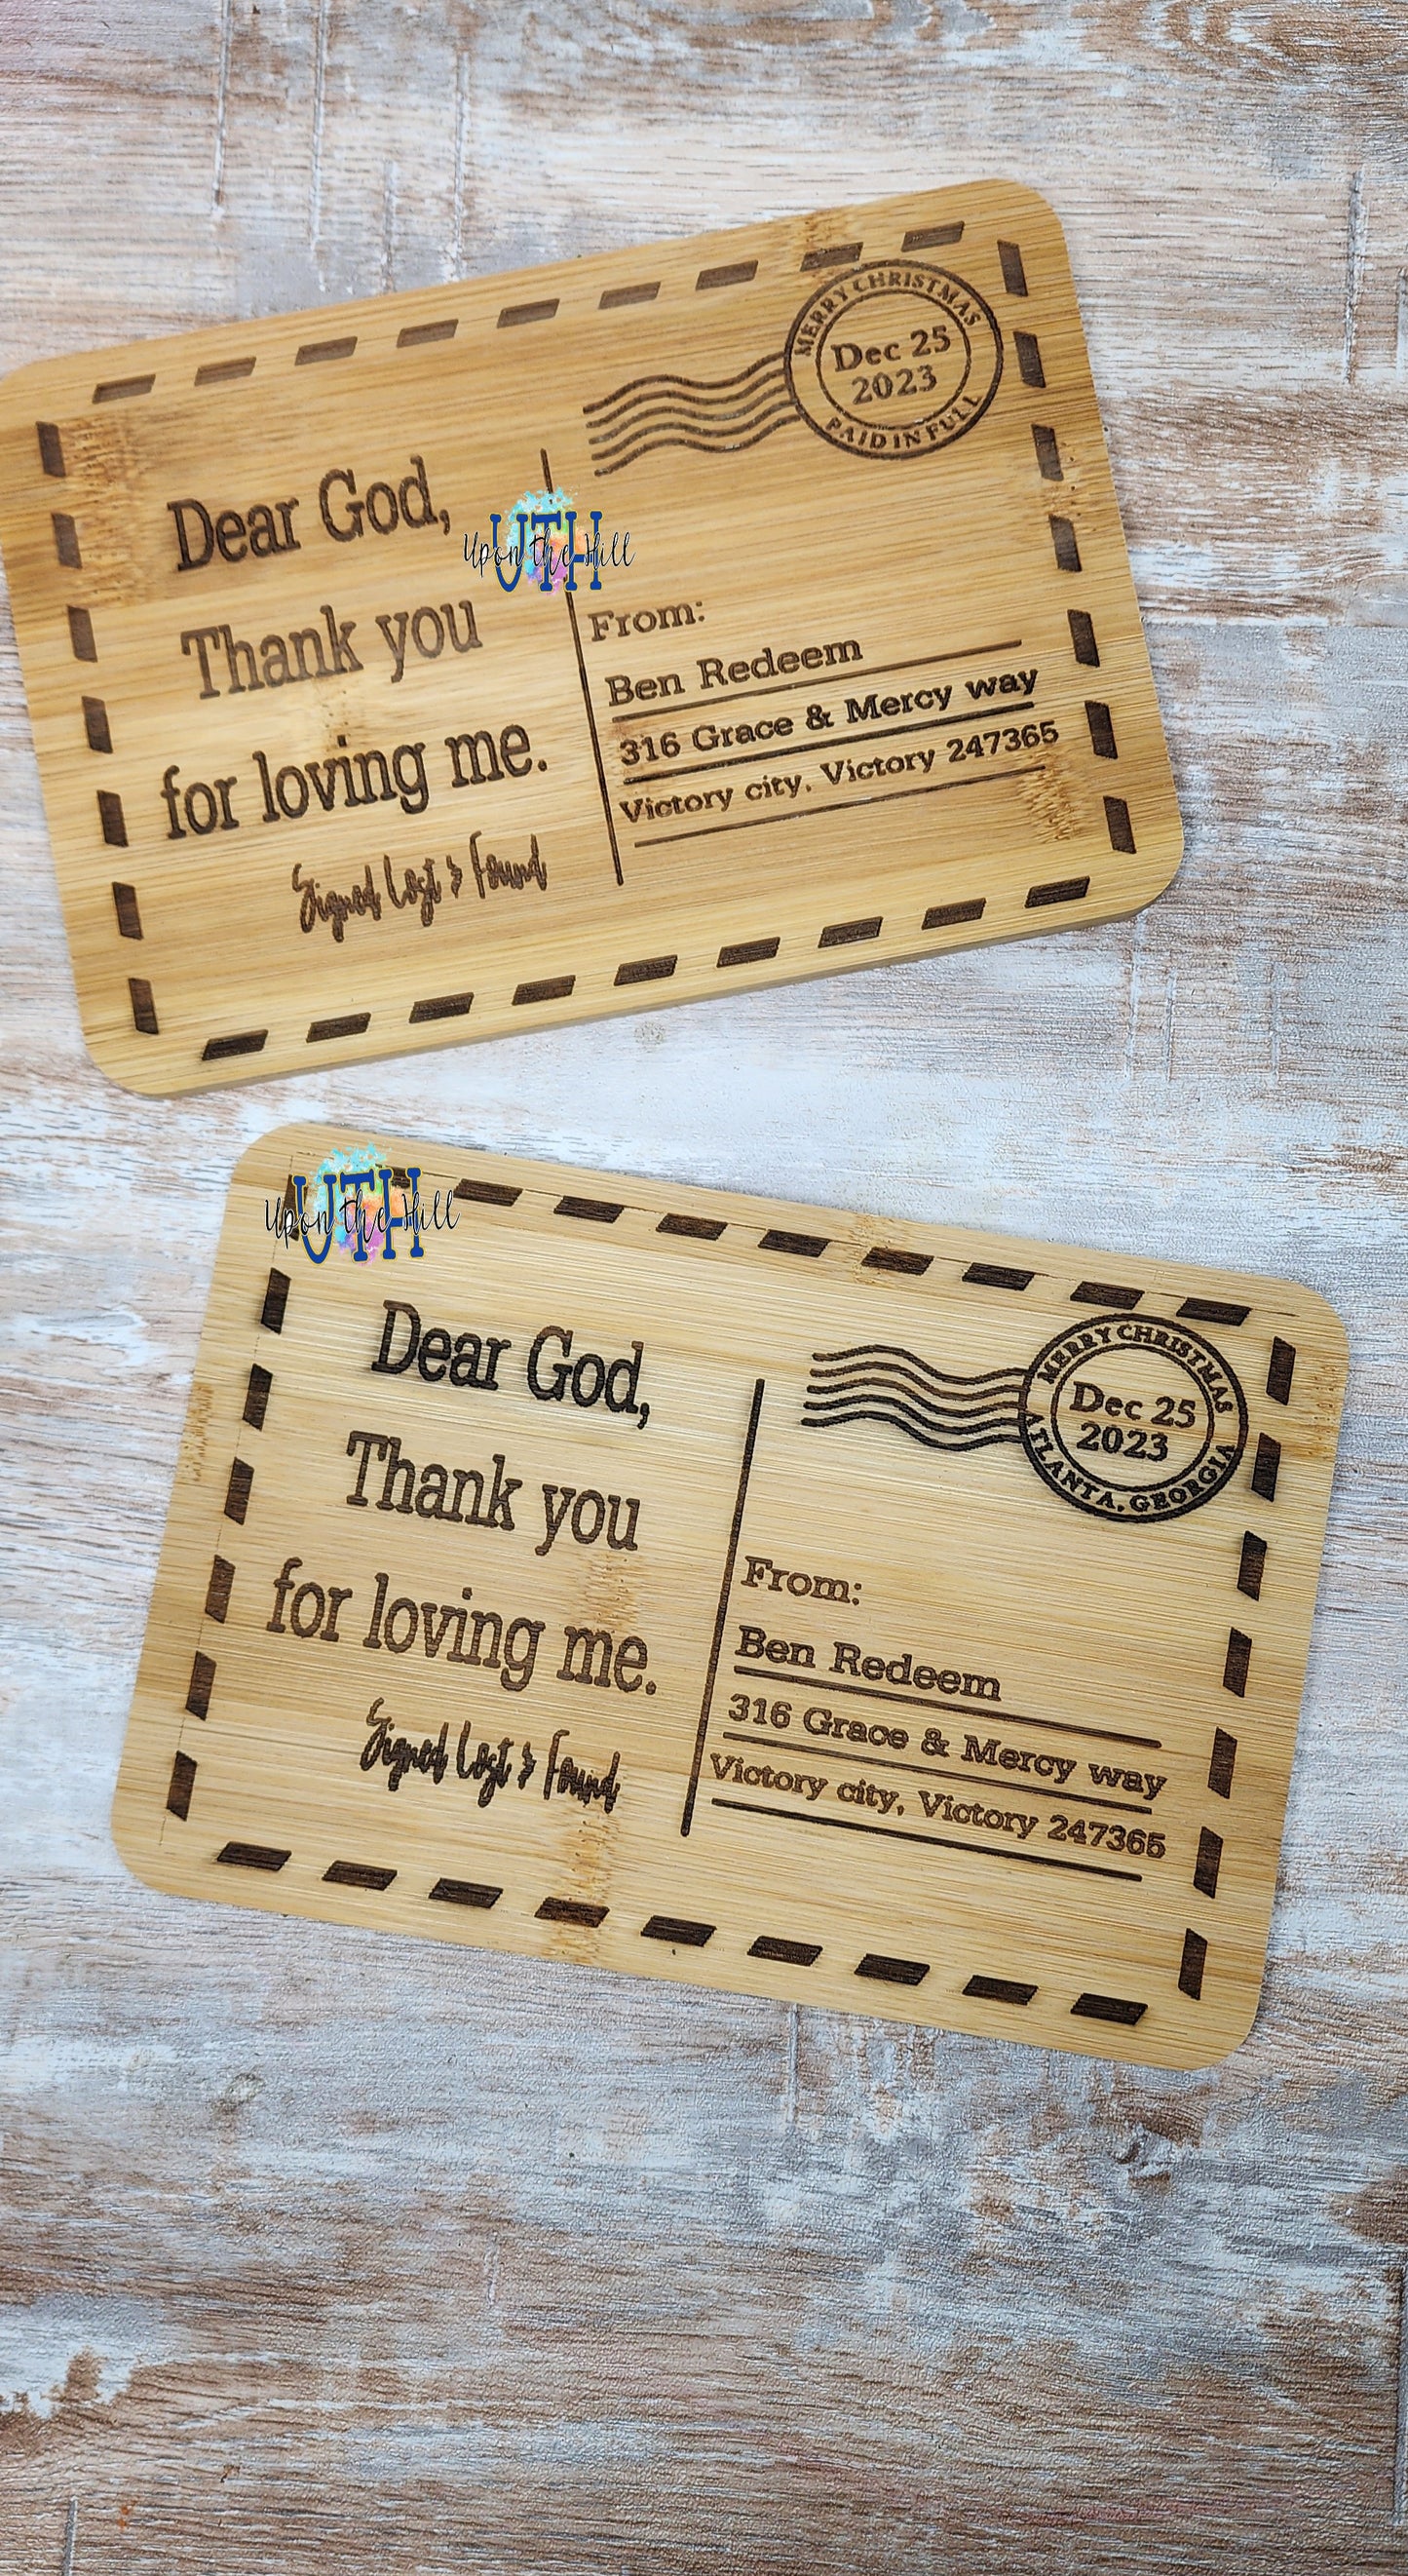 MERRY CHRISTMAS
Dec 25
2023
PAID IN FULL
Dear God,
Thank you
for loving me.
Signed Lost & Found
UTH
Upon the Hill
From:
Ben Redeem
316 Grace & Mercy way
Victory city, Victory 247365
UTH
Upon the Hill
MERRY CHRISTMAS
Dec 25
2023
ATLANTA, GEORGIA
Dear God,
Thank you
for loving me.
Signed Lost & Found
From:
Ben Redeem
316 Grace & Mercy way
Victory city, Victory 247365